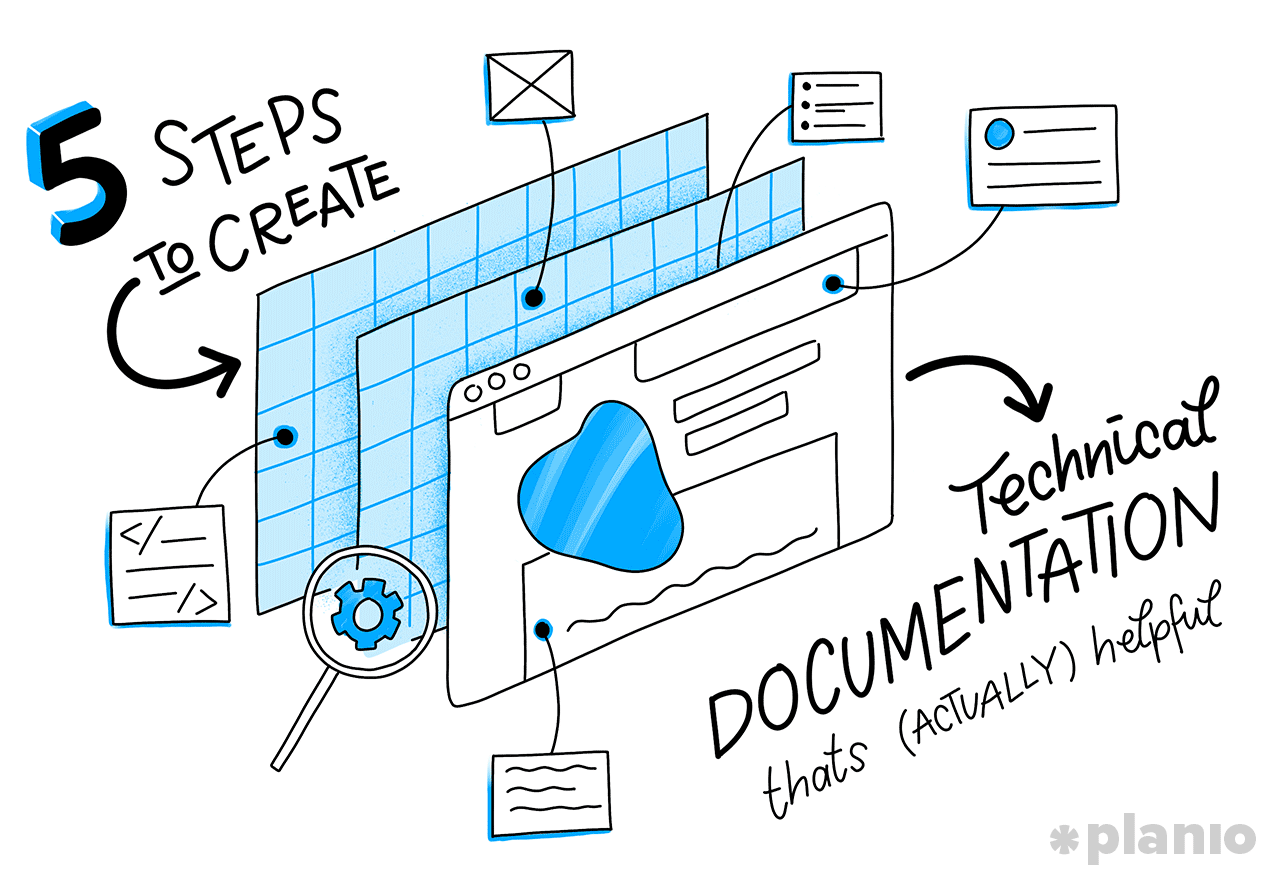 5 STEPS
TO CREATE
</ —
— />
Technical
DOCUMENTATION
thats (ACTUALLY) helpful
*planio